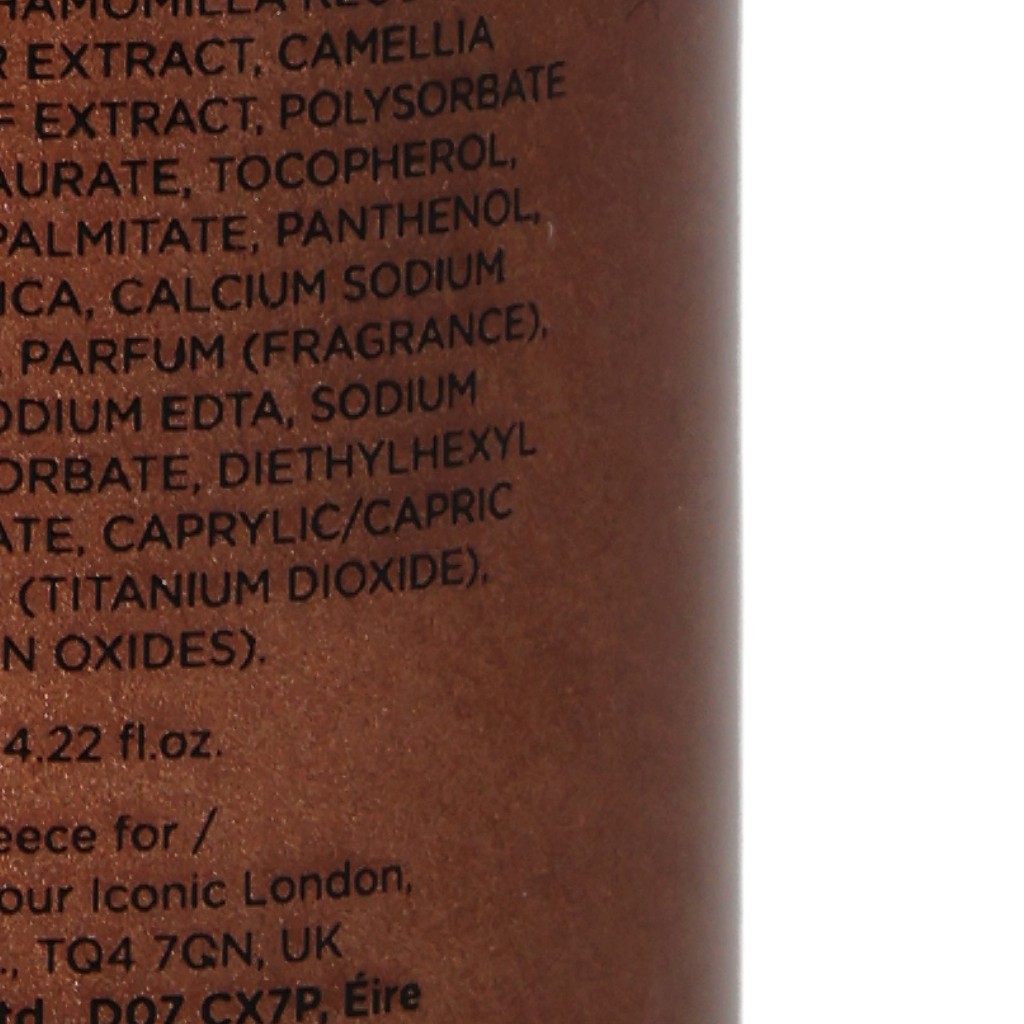 EXTRACT, CAMELLIA
EXTRACT, POLYSORBATE
AURATE, TOCOPHEROL,
PALMITATE, PANTHENOL,
ICA, CALCIUM SODIUM
PARFUM (FRAGRANCE),
ODIUM EDTA, SODIUM
ORBATE, DIETHYLHEXYL
ATE, CAPRYLIC/CAPRIC
(TITANIUM DIOXIDE),
N OXIDES).
4.22 fl.oz.
eece for /
our Iconic London,
., TQ4 7QN, UK
td., D07 CX7P, Éire